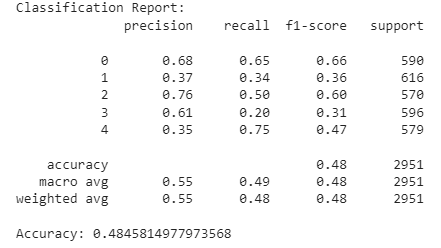 Classification Report:
precision recall f1-score support
0 0.68 0.65 0.66 590
1 0.37 0.34 0.36 616
2 0.76 0.50 0.60 570
3 0.61 0.20 0.31 596
4 0.35 0.75 0.47 579
accuracy 0.48 2951
macro avg 0.55 0.49 0.48 2951
weighted avg 0.55 0.48 0.48 2951
Accuracy: 0.4845814977973568